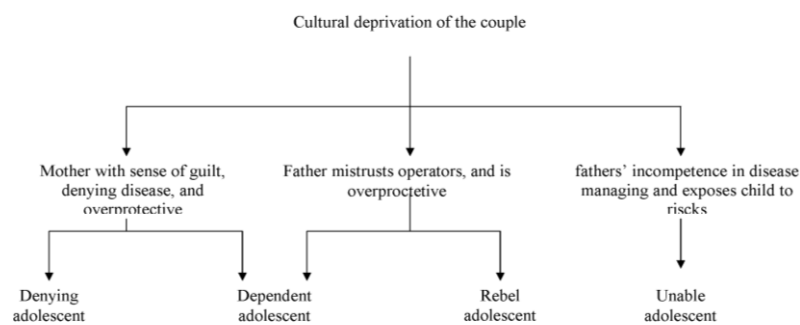 Cultural deprivation of the couple
Mother with sense of guilt,
denying disease, and
overprotective
Father mistrusts operators, and is
overproctetive
fathers' incompetence in disease
managing and exposes child to
riscks
Denying
adolescent
Dependent
adolescent
Rebel
adolescent
Unable
adolescent